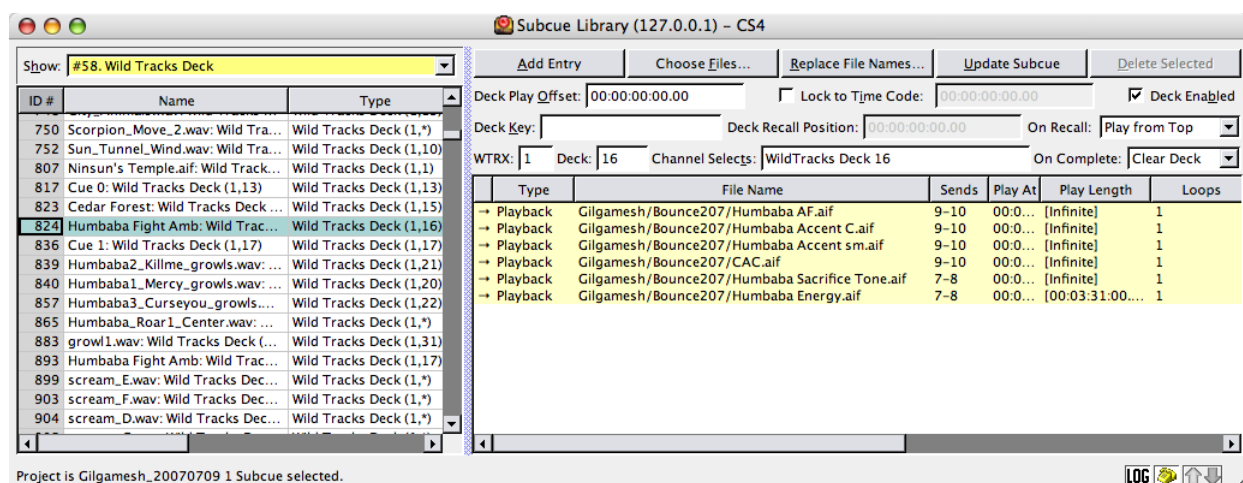 Subcue Library (127.0.0.1) – CS4
Show: #58. Wild Tracks Deck
ID # Name Type
750 Scorpion_Move_2.wav: Wild Tra... Wild Tracks Deck (1,*)
752 Sun_Tunnel_Wind.wav: Wild Tra... Wild Tracks Deck (1,10)
807 Ninsun's Temple.aif: Wild Track... Wild Tracks Deck (1,1)
817 Cue 0: Wild Tracks Deck (1,13) Wild Tracks Deck (1,13)
823 Cedar Forest: Wild Tracks Deck ... Wild Tracks Deck (1,15)
824 Humbaba Fight Amb: Wild Trac... Wild Tracks Deck (1,16)
836 Cue 1: Wild Tracks Deck (1,17) Wild Tracks Deck (1,17)
839 Humbaba2_Killme_growls.wav: ... Wild Tracks Deck (1,21)
840 Humbaba1_Mercy_growls.wav: ... Wild Tracks Deck (1,20)
857 Humbaba3_Curseyou_growls.... Wild Tracks Deck (1,22)
865 Humbaba_Roar1_Center.wav: ... Wild Tracks Deck (1,*)
883 growl1.wav: Wild Tracks Deck (... Wild Tracks Deck (1,31)
893 Humbaba Fight Amb: Wild Trac... Wild Tracks Deck (1,17)
899 scream_E.wav: Wild Tracks Dec... Wild Tracks Deck (1,*)
903 scream_F.wav: Wild Tracks Dec... Wild Tracks Deck (1,*)
904 scream_D.wav: Wild Tracks Dec... Wild Tracks Deck (1,*)
Add Entry Choose Files... Replace File Names... Update Subcue Delete Selected
Deck Play Offset: 00:00:00:00.00 Lock to Time Code: 00:00:00:00.00 Deck Enabled
Deck Key: Deck Recall Position: 00:00:00:00.00 On Recall: Play from Top
WTRX: 1 Deck: 16 Channel Selects: WildTracks Deck 16 On Complete: Clear Deck
Type File Name Sends Play At Play Length Loops
→ Playback Gilgamesh/Bounce207/Humbaba AF.aif 9-10 00:0... [Infinite] 1
→ Playback Gilgamesh/Bounce207/Humbaba Accent C.aif 9-10 00:0... [Infinite] 1
→ Playback Gilgamesh/Bounce207/Humbaba Accent sm.aif 9-10 00:0... [Infinite] 1
→ Playback Gilgamesh/Bounce207/CAC.aif 9-10 00:0... [Infinite] 1
→ Playback Gilgamesh/Bounce207/Humbaba Sacrifice Tone.aif 7-8 00:0... [Infinite] 1
→ Playback Gilgamesh/Bounce207/Humbaba Energy.aif 7-8 00:0... [00:03:31:00.... 1
Project is Gilgamesh_20070709 1 Subcue selected.
LOG